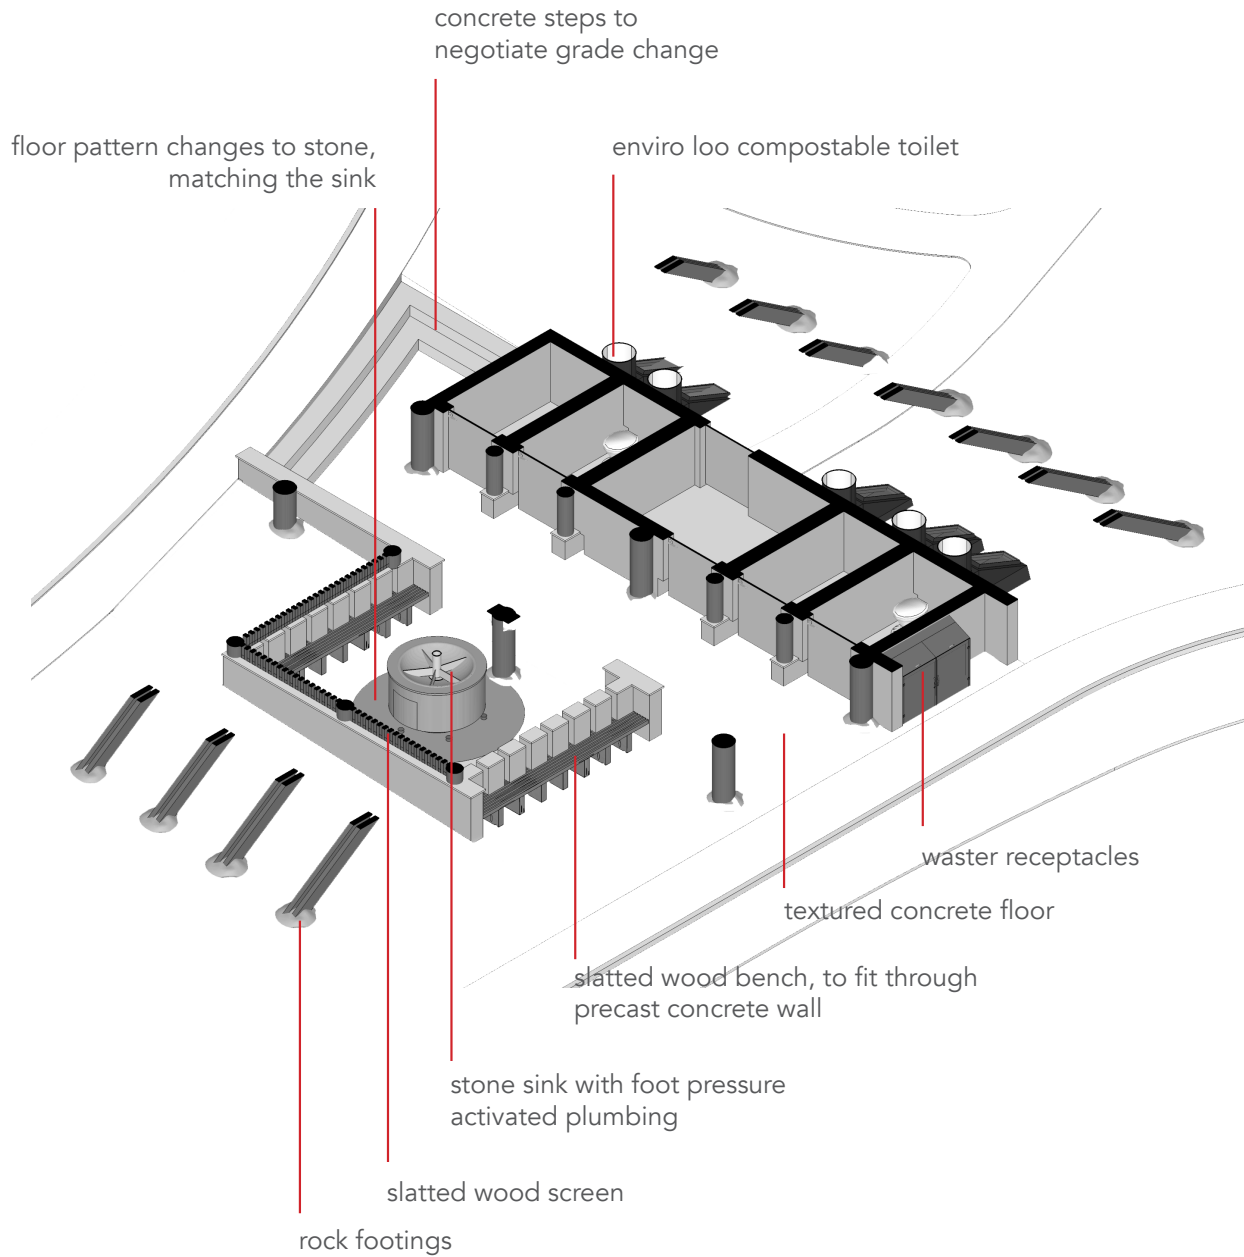 concrete steps to
negotiate grade change
floor pattern changes to stone,
matching the sink
enviro loo compostable toilet
waster receptacles
textured concrete floor
slatted wood bench, to fit through
precast concrete wall
stone sink with foot pressure
activated plumbing
slatted wood screen
rock footings